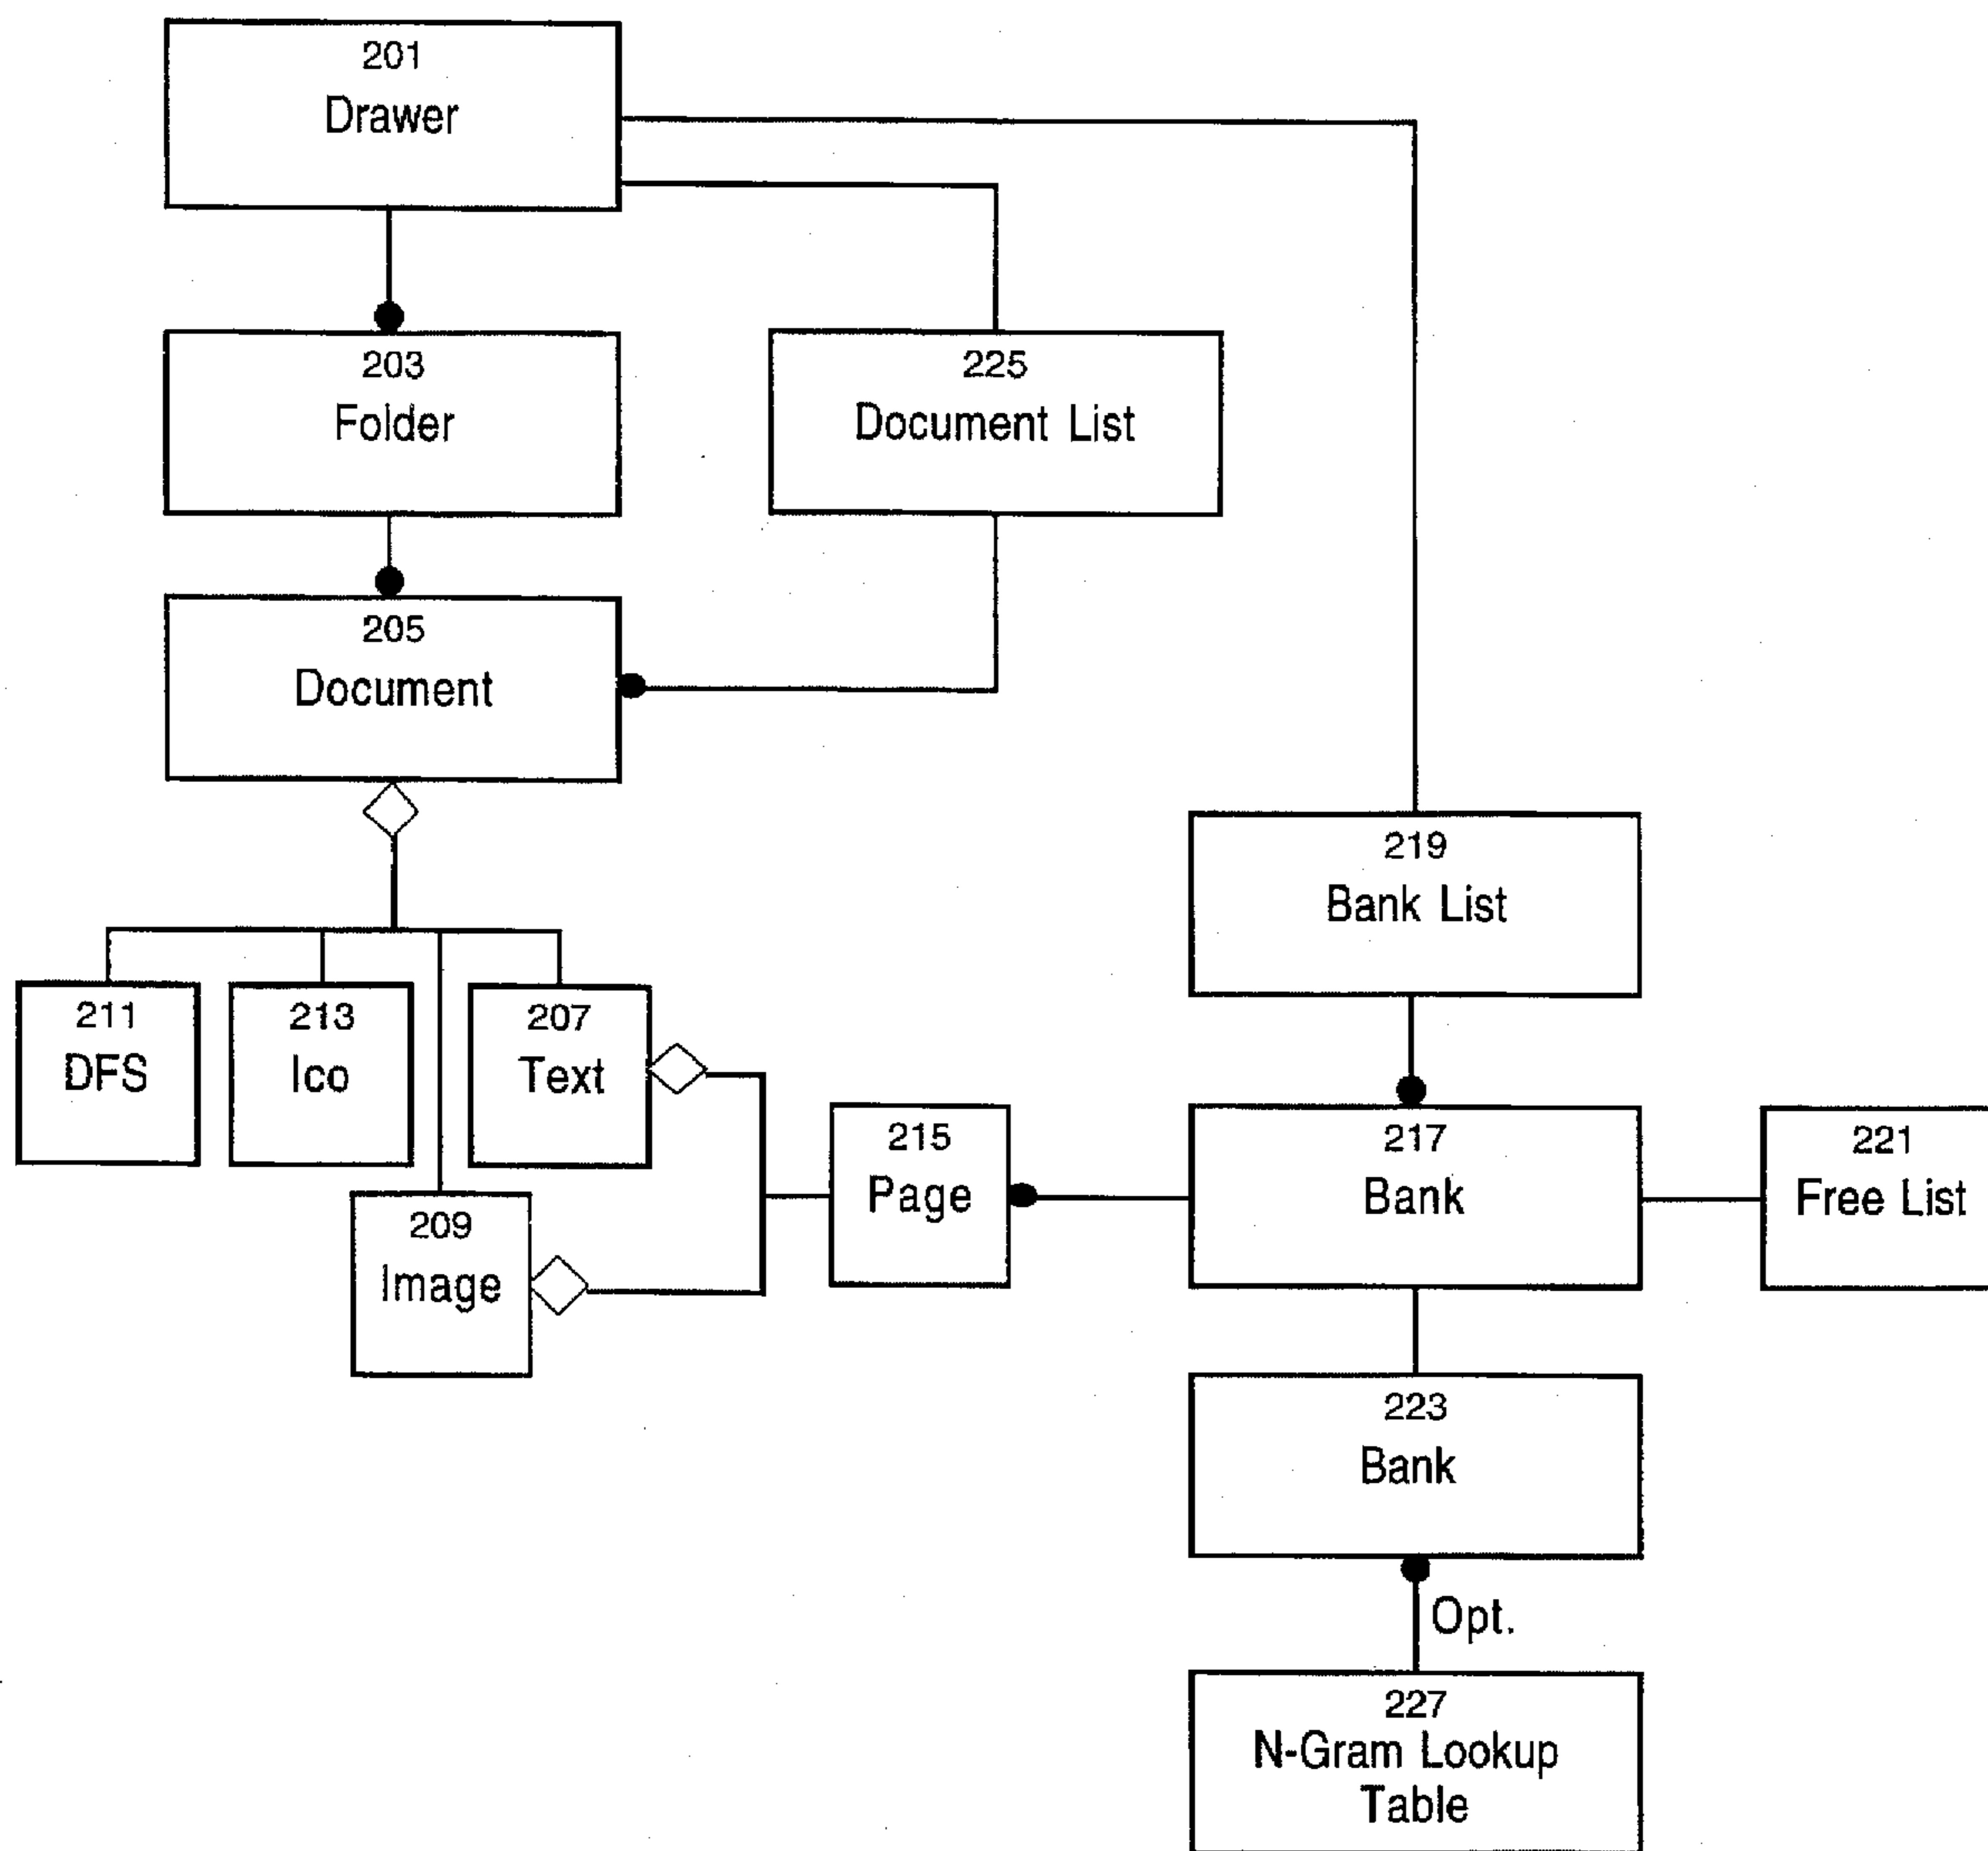 201
Drawer
203
Folder
225
Document List
205
Document
219
Bank List
211
DFS
213
Ico
207
Text
209
Image
215
Page
217
Bank
221
Free List
223
Bank
Opt.
227
N-Gram Lookup
Table